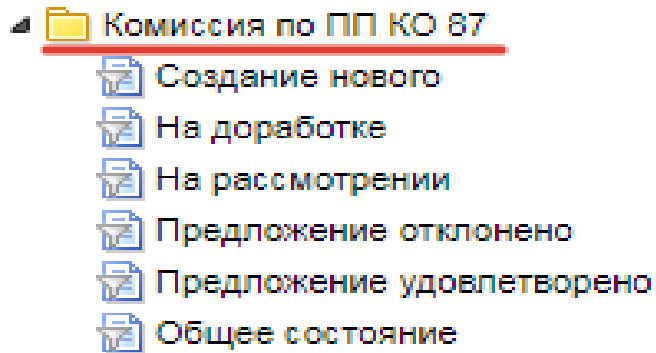 Комиссия по ПП КО 87
Создание нового
На доработке
На рассмотрении
Предложение отклонено
Предложение удовлетворено
Общее состояние